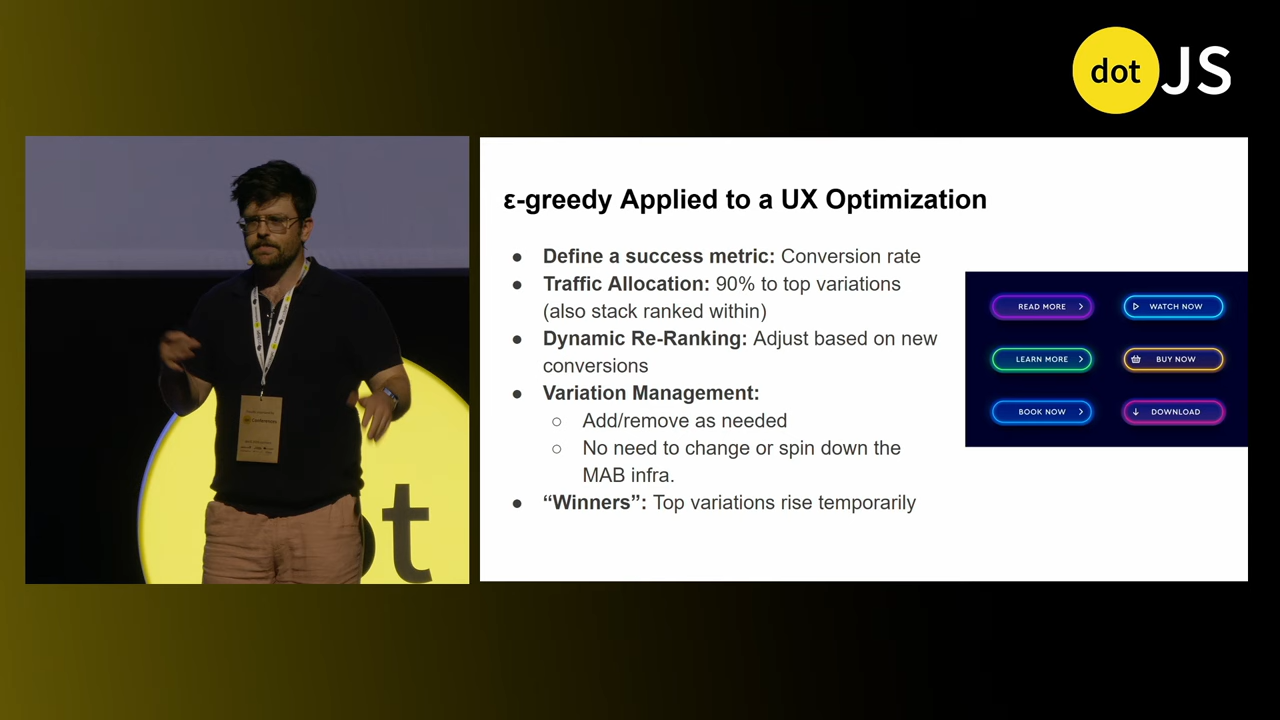 dot JS
ε-greedy Applied to a UX Optimization
● Define a success metric: Conversion rate
● Traffic Allocation: 90% to top variations
(also stack ranked within)
● Dynamic Re-Ranking: Adjust based on new
conversions
● Variation Management:
○ Add/remove as needed
○ No need to change or spin down the
MAB infra.
● “Winners”: Top variations rise temporarily
READ MORE
WATCH NOW
LEARN MORE
BUY NOW
BOOK NOW
DOWNLOAD
dot Conferences
ot